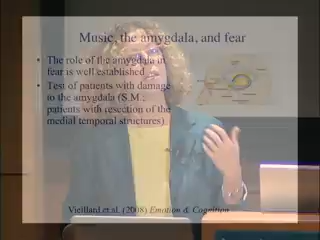 Music, the amygdala, and fear
• The role of the amygdala in
fear is well established
• Test of patients with damage
to the amygdala (S.M.;
patients with resection of the
medial temporal structures)
Vieillard et al. (2008) Emotion & Cognition